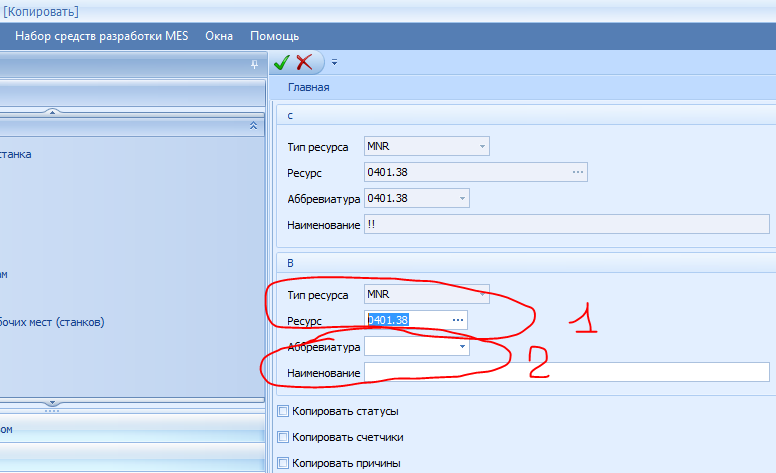 [Копировать]
Набор средств разработки MES Окна Помощь
Главная
с
станка
Тип ресурса MNR
Ресурс 0401.38 ...
Аббревиатура 0401.38
Наименование !!
В
ам
Тип ресурса MNR
1
бочих мест (станков)
Ресурс 0401.38 ...
Аббревиатура
2
Наименование
Копировать статусы
ом
Копировать счетчики
Копировать причины